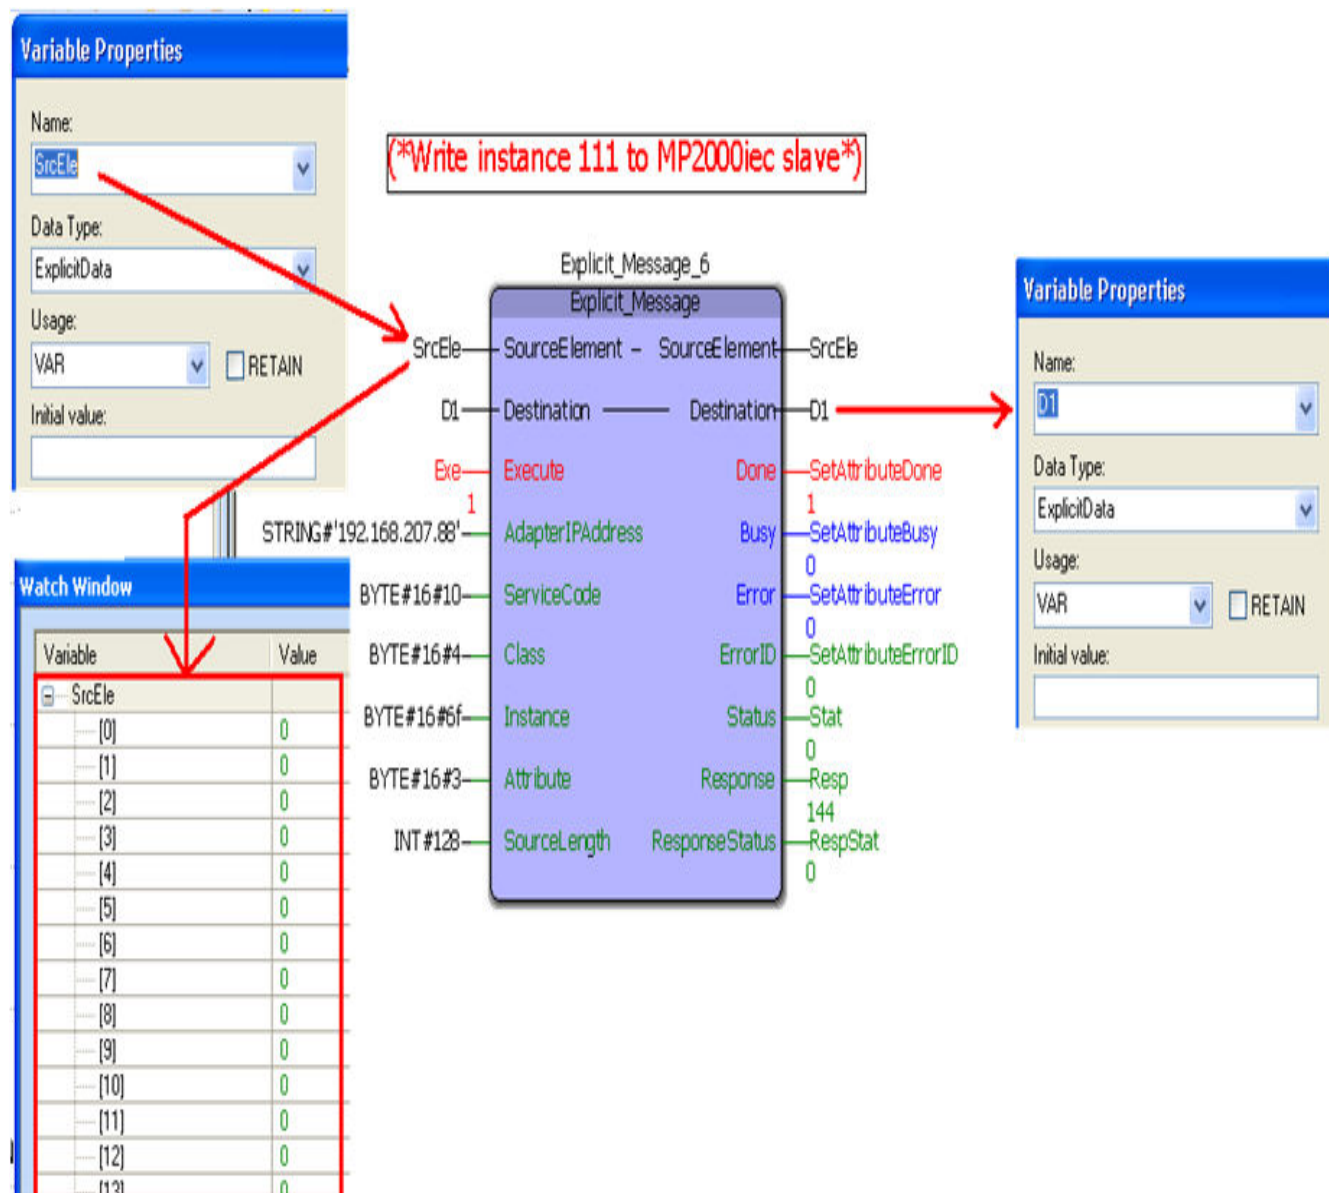 Variable Properties
Name:
SrcEle
Data Type:
ExplicitData
Usage:
VAR
RETAIN
Initial value:
(*Write instance 111 to MP2000iec slave*)
Explicit_Message_6
Explicit_Message
SrcEle SourceElement SourceElement SrcEle
D1 Destination Destination D1
Exe Execute Done SetAttributeDone
1 1
STRING#'192.168.207.88' AdapterIPAddress Busy SetAttributeBusy
0
BYTE#16#10 ServiceCode Error SetAttributeError
0
BYTE#16#4 Class ErrorID SetAttributeErrorID
0
BYTE#16#6f Instance Status Stat
0
BYTE#16#3 Attribute Response Resp
144
INT#128 SourceLength ResponseStatus RespStat
0
Variable Properties
Name:
D1
Data Type:
ExplicitData
Usage:
VAR
RETAIN
Initial value:
Watch Window
Variable Value
SrcEle
[0] 0
[1] 0
[2] 0
[3] 0
[4] 0
[5] 0
[6] 0
[7] 0
[8] 0
[9] 0
[10] 0
[11] 0
[12] 0
[13] 0